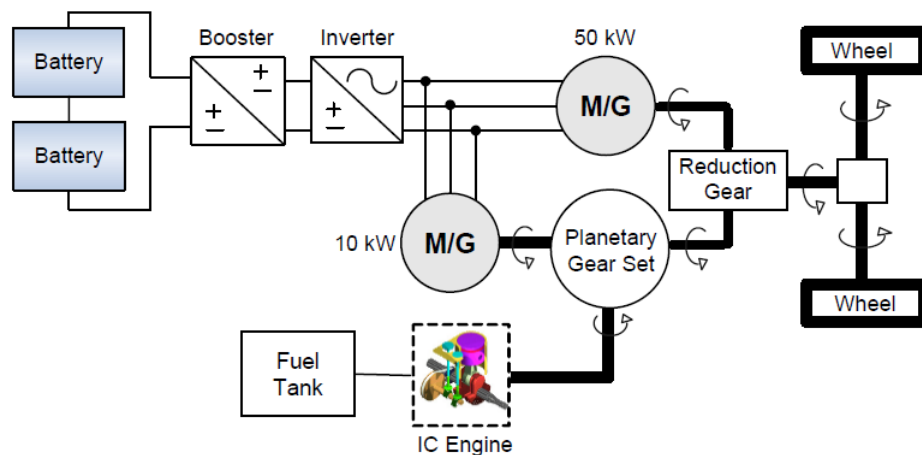 Booster
Inverter
50 kW
Battery
Battery
M/G
Wheel
Reduction
Gear
10 kW
M/G
Planetary
Gear Set
Wheel
Fuel
Tank
IC Engine